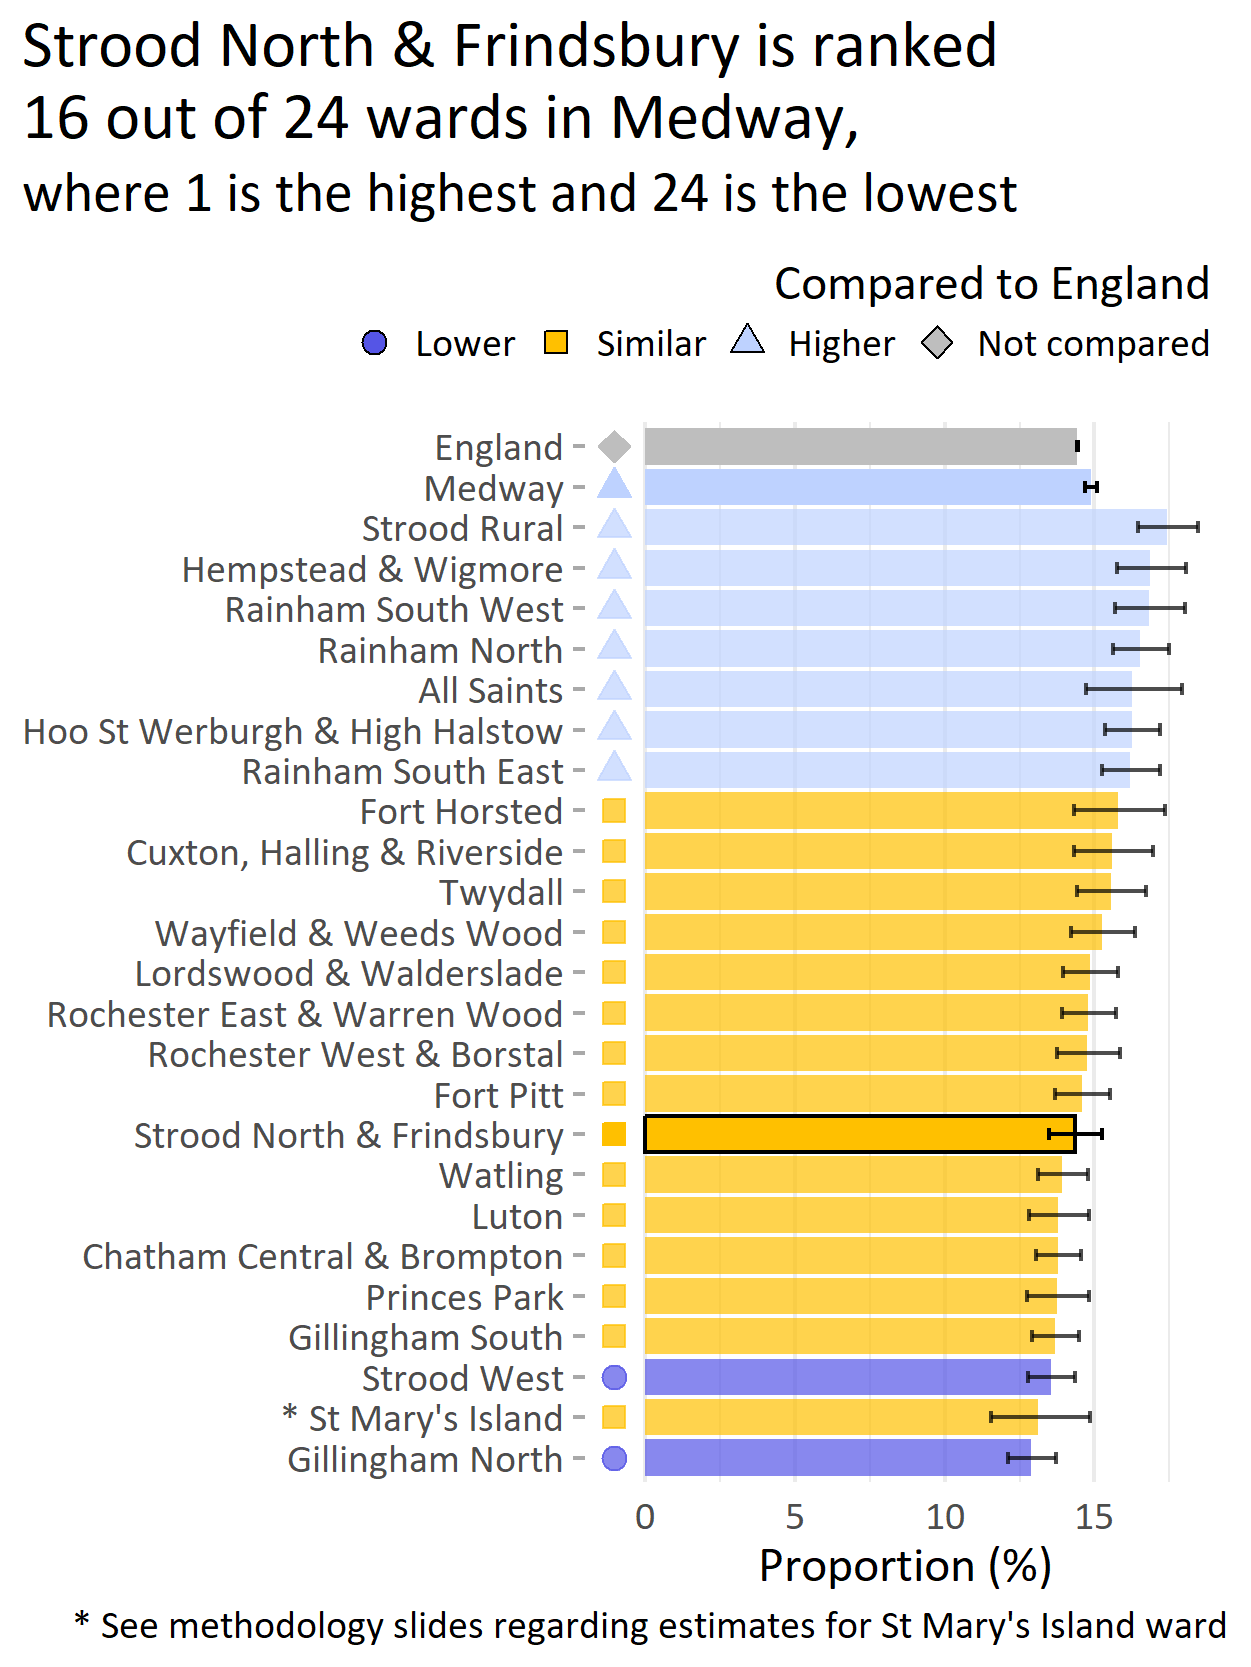 Strood North & Frindsbury is ranked
16 out of 24 wards in Medway,
where 1 is the highest and 24 is the lowest
Compared to England
Lower Similar Higher Not compared
England
Medway
Strood Rural
Hempstead & Wigmore
Rainham South West
Rainham North
All Saints
Hoo St Werburgh & High Halstow
Rainham South East
Fort Horsted
Cuxton, Halling & Riverside
Twydall
Wayfield & Weeds Wood
Lordswood & Walderslade
Rochester East & Warren Wood
Rochester West & Borstal
Fort Pitt
Strood North & Frindsbury
Watling
Luton
Chatham Central & Brompton
Princes Park
Gillingham South
Strood West
* St Mary's Island
Gillingham North
0 5 10 15
Proportion (%)
* See methodology slides regarding estimates for St Mary's Island ward